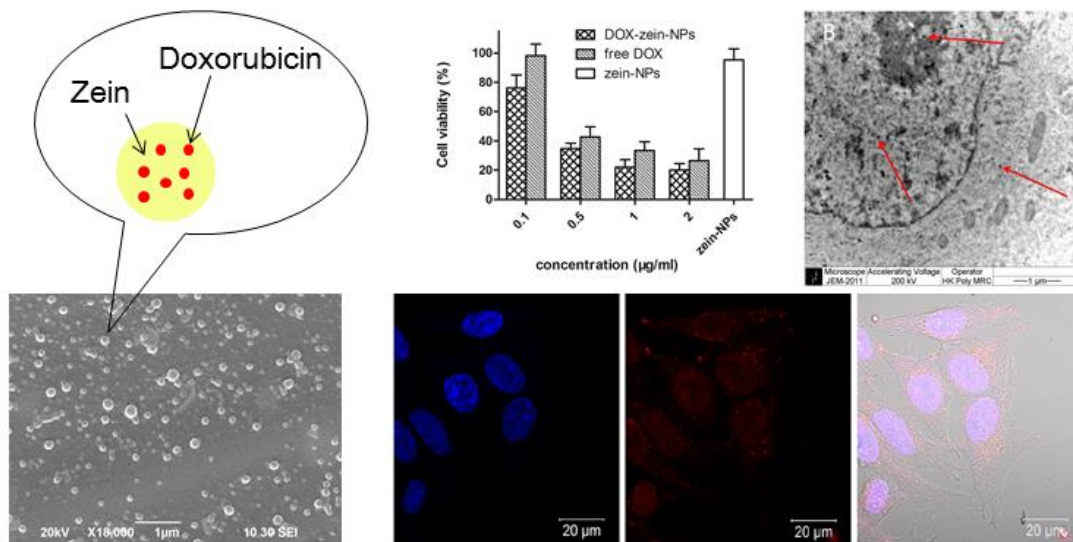 Doxorubicin
Zein
DOX-zein-NPs
free DOX
zein-NPs
Cell viability (%)
100
80
60
40
20
0
0.1
0.5
1
2
zein-NPs
concentration (µg/ml)
B
Microscope Accelerating Voltage Operator
JEM-2011 200 kV HK Poly MRC 1 µm
20kV X18,000 1µm 10.30 SEI
20 µm
20 µm
20 µm